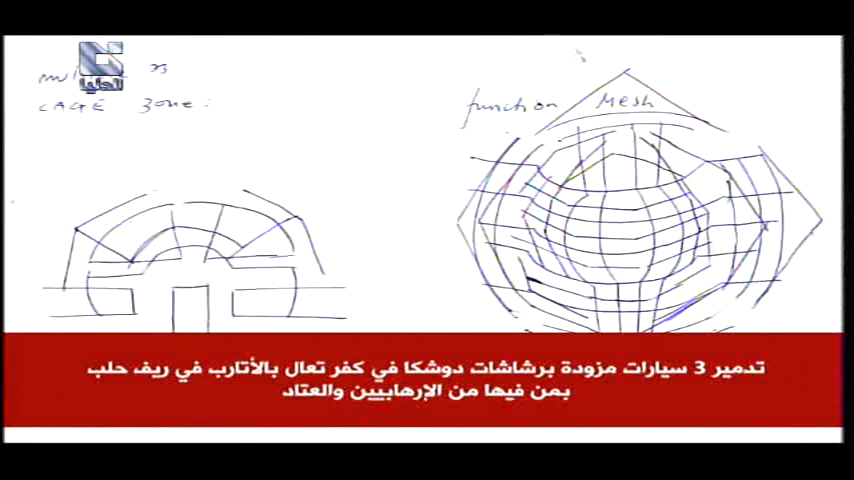 الدنيا
CAGE Zone:
function Mesh
تدمير 3 سيارات مزودة برشاشات دوشكا في كفر تعال بالأتارب في ريف حلب
بمن فيها من الإرهابيين والعتاد